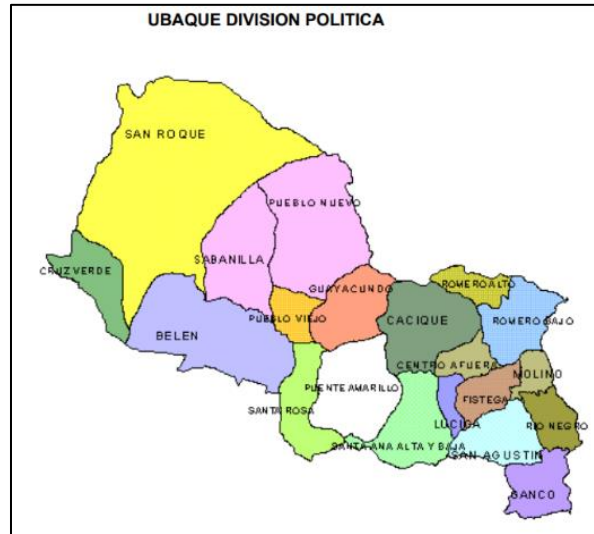 UBAQUE DIVISION POLITICA
SAN ROQUE
PUEBLO NUEVO
SABANILLA
CRUZ VERDE
GUAYACUNDO
ROMERO ALTO
PUEBLO VIEJO
CACIQUE
ROMERO BAJO
BELEN
CENTRO AFUERA
MOLINO
PUENTE AMARILLO
FISTEGA
SANTA ROSA
LUCIGA
RIO NEGRO
SANTA ANA ALTA Y BAJA
SAN AGUSTIN
GANCO